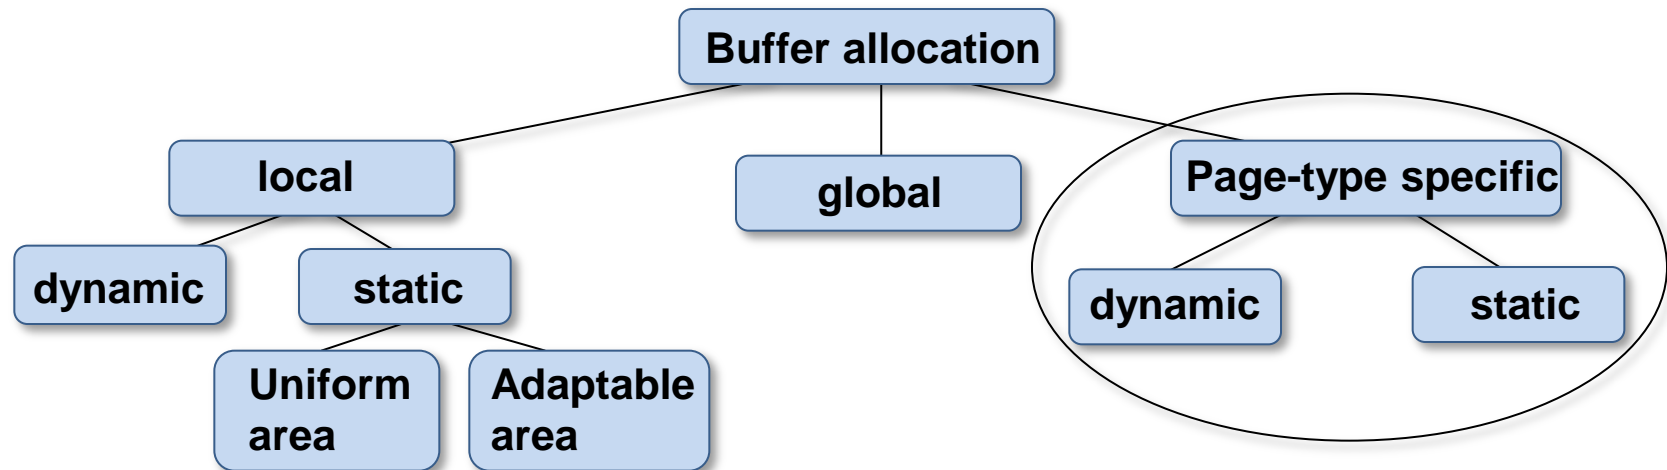 Buffer allocation
local
global
Page-type specific
dynamic
static
dynamic
static
Uniform
area
Adaptable
area